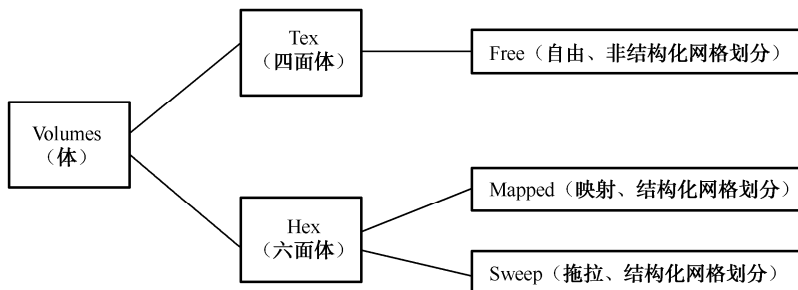 Tex
（四面体）
Free（自由、非结构化网格划分）
Volumes
（体）
Hex
（六面体）
Mapped（映射、结构化网格划分）
Sweep（拖拉、结构化网格划分）